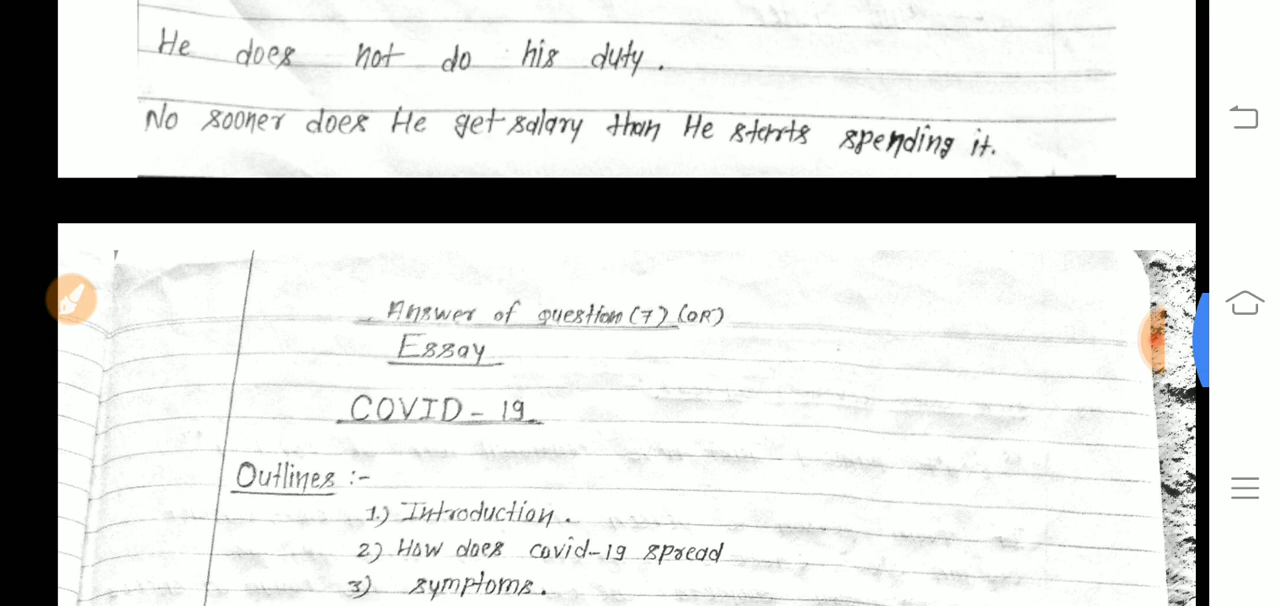 He does not do his duty.
No sooner does He get salary than He starts spending it.
Answer of question (7) (OR)
Essay
COVID-19
Outlines :-
1.) Introduction.
2) How does covid-19 spread
3) symptoms.